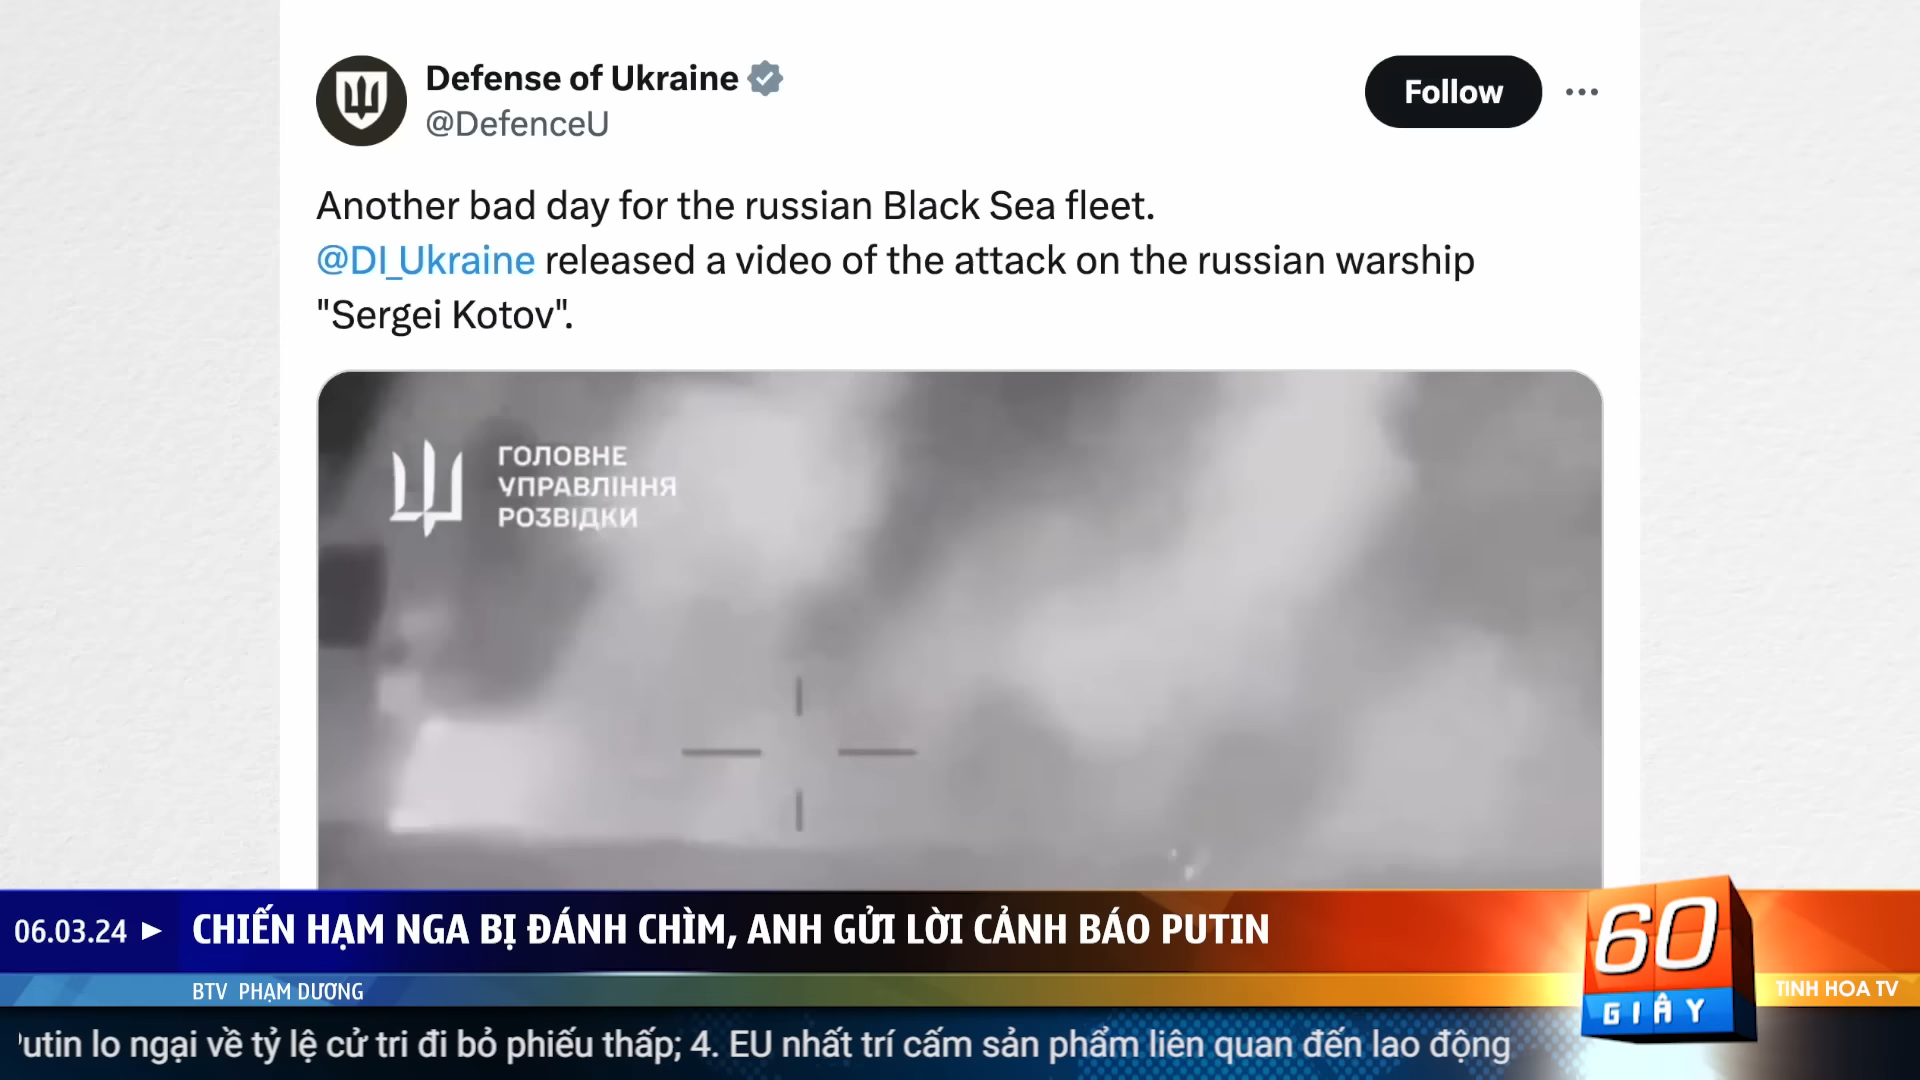 Defense of Ukraine
@DefenceU
Follow
Another bad day for the russian Black Sea fleet.
@DI_Ukraine released a video of the attack on the russian warship
"Sergei Kotov".
ГОЛОВНЕ
УПРАВЛІННЯ
РОЗВІДКИ
06.03.24
CHIẾN HẠM NGA BỊ ĐÁNH CHÌM, ANH GỬI LỜI CẢNH BÁO PUTIN
BTV PHẠM DƯƠNG
60
GIÂY
TINH HOA TV
utin lo ngại về tỷ lệ cử tri đi bỏ phiếu thấp; 4. EU nhất trí cấm sản phẩm liên quan đến lao động